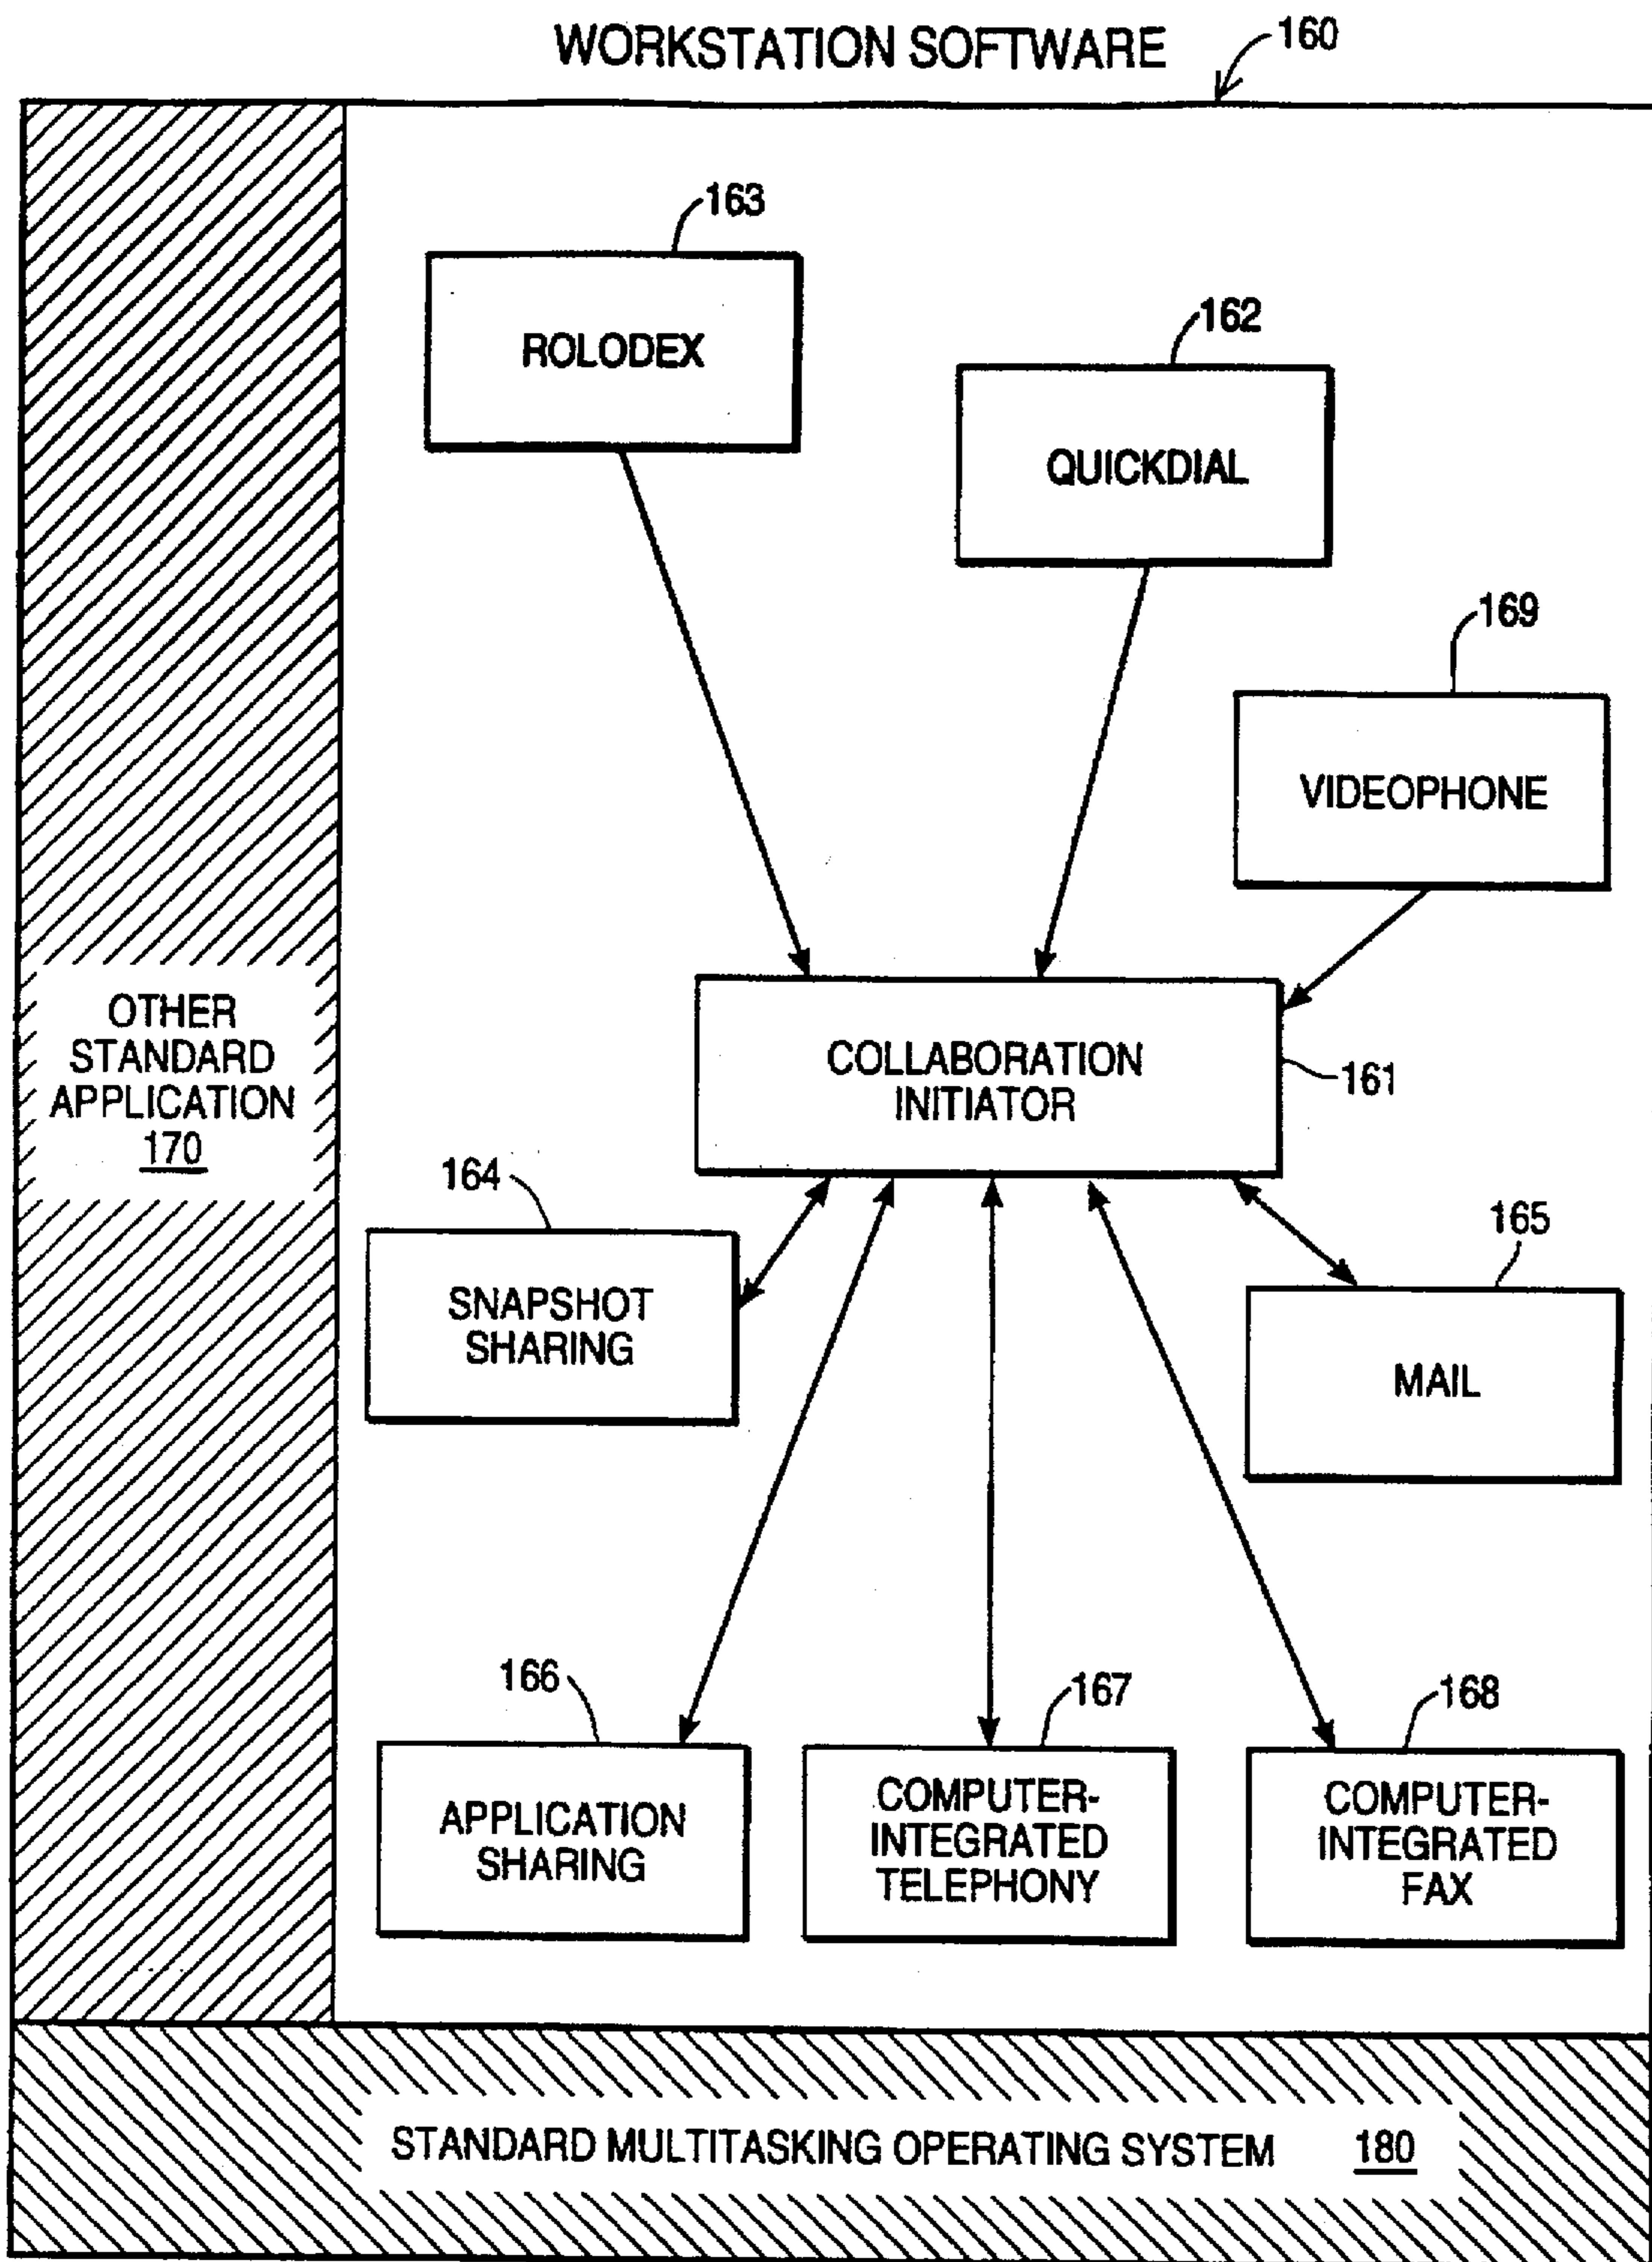 WORKSTATION SOFTWARE
160
163
ROLODEX
162
QUICKDIAL
169
VIDEOPHONE
OTHER
STANDARD
APPLICATION
170
COLLABORATION
INITIATOR
161
164
SNAPSHOT
SHARING
165
MAIL
166
APPLICATION
SHARING
167
COMPUTER-
INTEGRATED
TELEPHONY
168
COMPUTER-
INTEGRATED
FAX
STANDARD MULTITASKING OPERATING SYSTEM 180